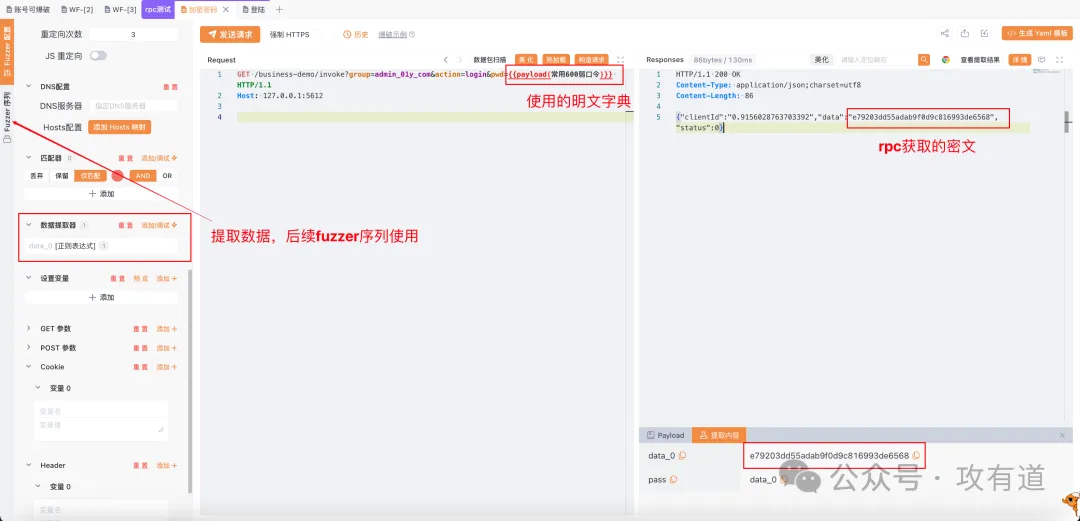 账号可爆破
WF-[2]
WF-[3]
rpc测试
加密密码
登陆
Fuzzer 配置
Fuzzer 序列
重定向次数
3
JS 重定向
DNS配置
重 置
DNS服务器
指定DNS服务器
Hosts配置
添加 Hosts 映射
匹配器 0
重 置
添加/调试
丢弃
保留
仅匹配
AND
OR
添加
数据提取器 1
重 置
添加/调试
data_0 [正则表达式] 1
设置变量
重 置
预 览
添加
添加
GET 参数
重 置
添加
POST 参数
重 置
添加
Cookie
重 置
添加
变量 0
变量名
变量值
Header
重 置
添加
变量 0
变量名
发送请求
强制 HTTPS
历史
爆破示例
生成 Yaml 模板
Request
数据包扫描
美 化
热加载
构造请求
1 GET /business-demo/invoke?group=admin_01y_com&action=login&pwd={{payload(常用600弱口令)}}
HTTP/1.1
2 Host: 127.0.0.1:5612
3
4
使用的明文字典
提取数据，后续fuzzer序列使用
Responses
86bytes / 130ms
美化
请输入定位响应
查看提取结果
详 情
1 HTTP/1.1 200 OK
2 Content-Type: application/json;charset=utf8
3 Content-Length: 86
4
5 {"clientId":"0.9156028763703392","data":"e79203dd55adab9f0d9c816993de6568",
"status":0}
rpc获取的密文
Payload
提取内容
data_0
e79203dd55adab9f0d9c816993de6568
pass
data_0
公众号 · 攻有道